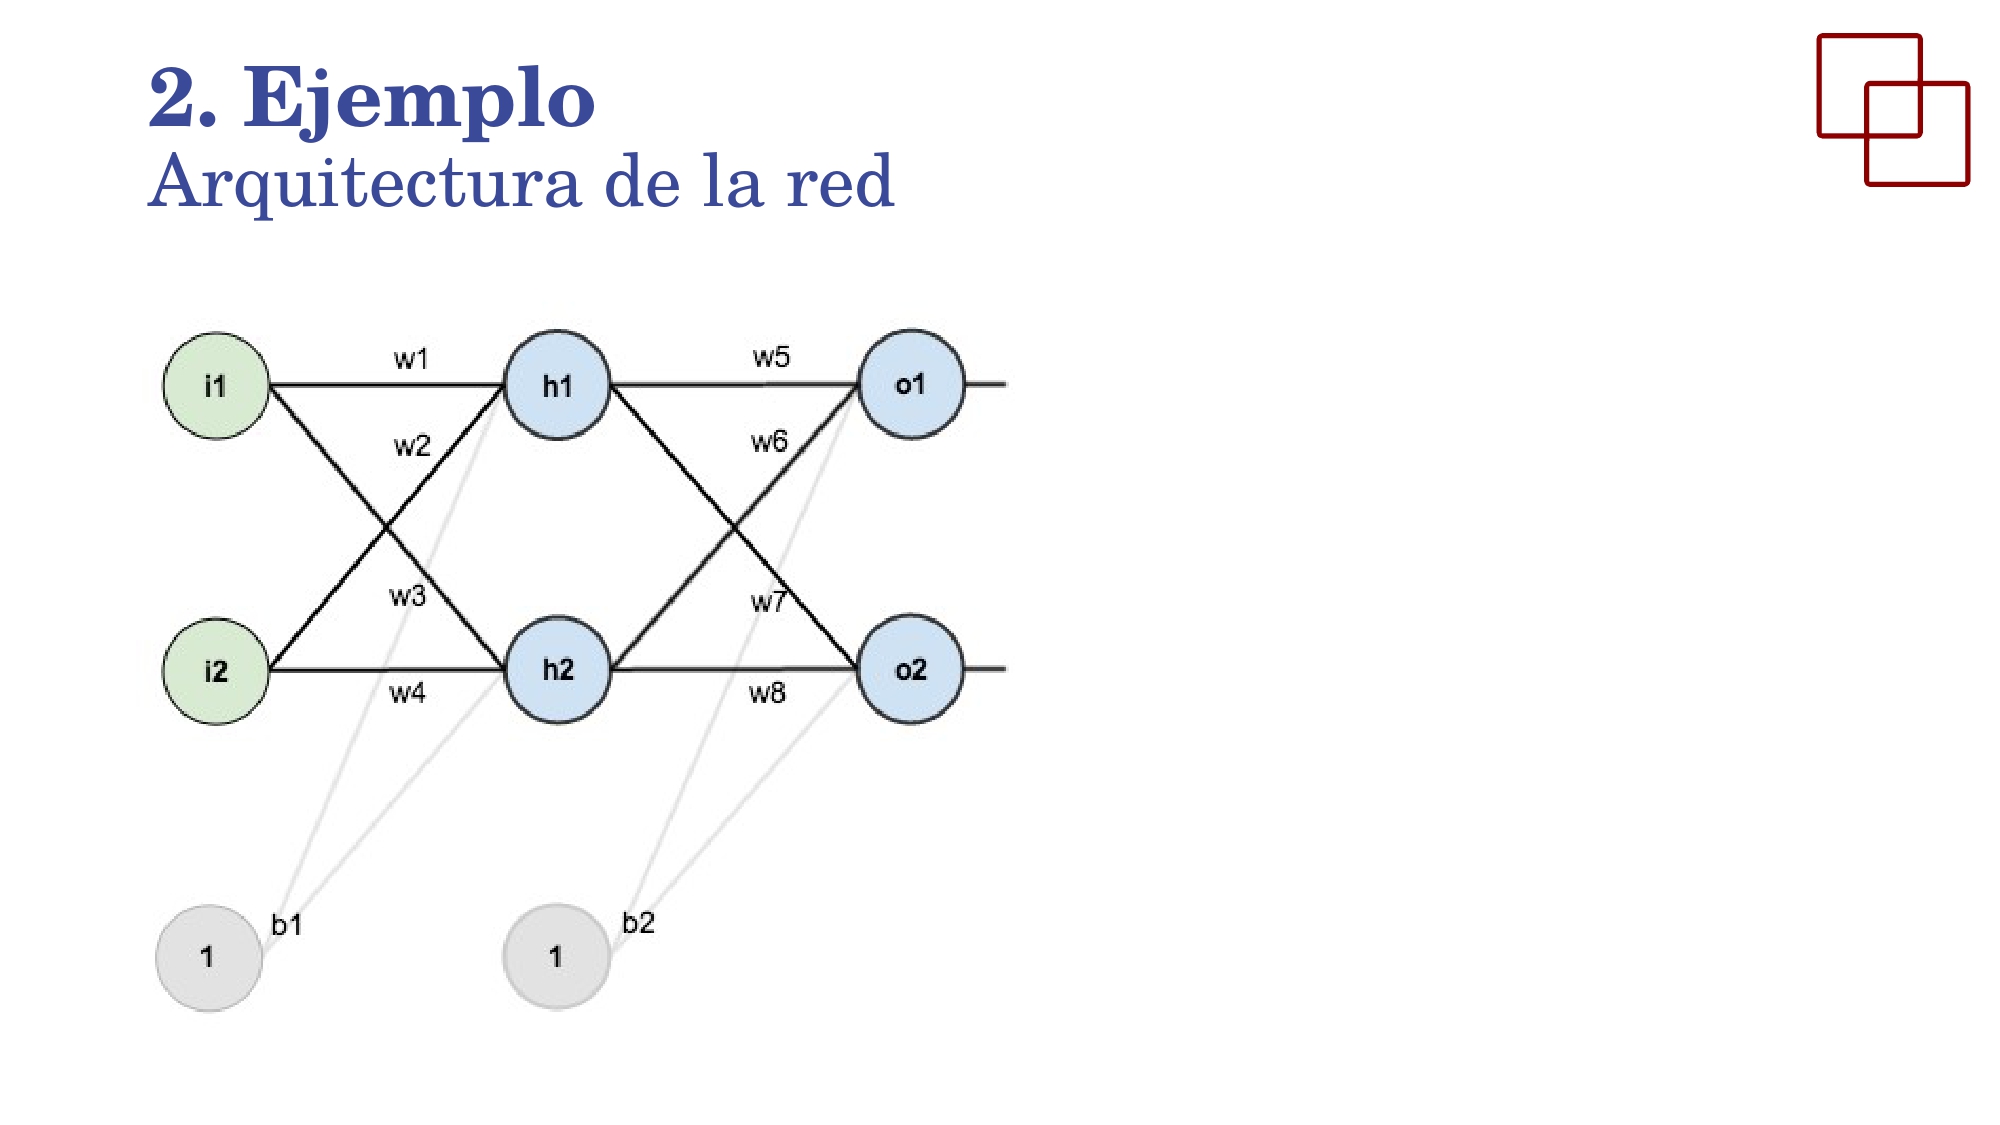 2. Ejemplo
Arquitectura de la red
i1
w1
h1
w5
o1
w2
w6
w3
w7
i2
w4
h2
w8
o2
b1
b2
1
1